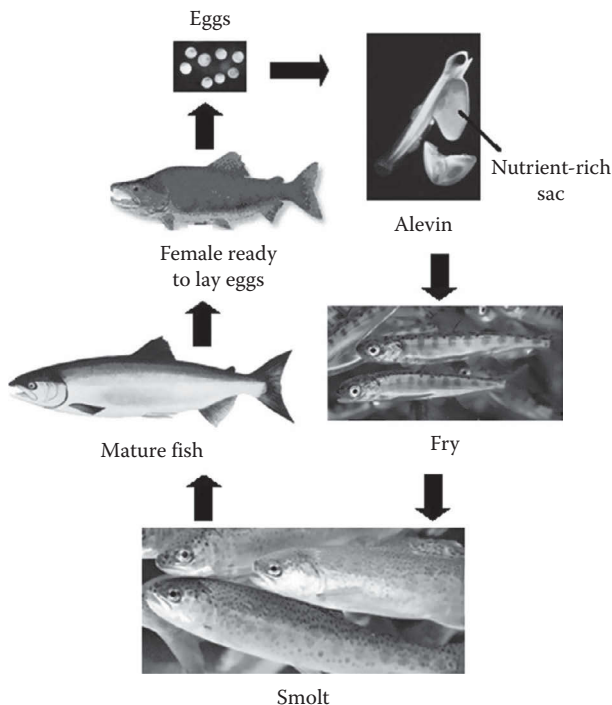 Eggs
Nutrient-rich
sac
Alevin
Female ready
to lay eggs
Mature fish
Fry
Smolt